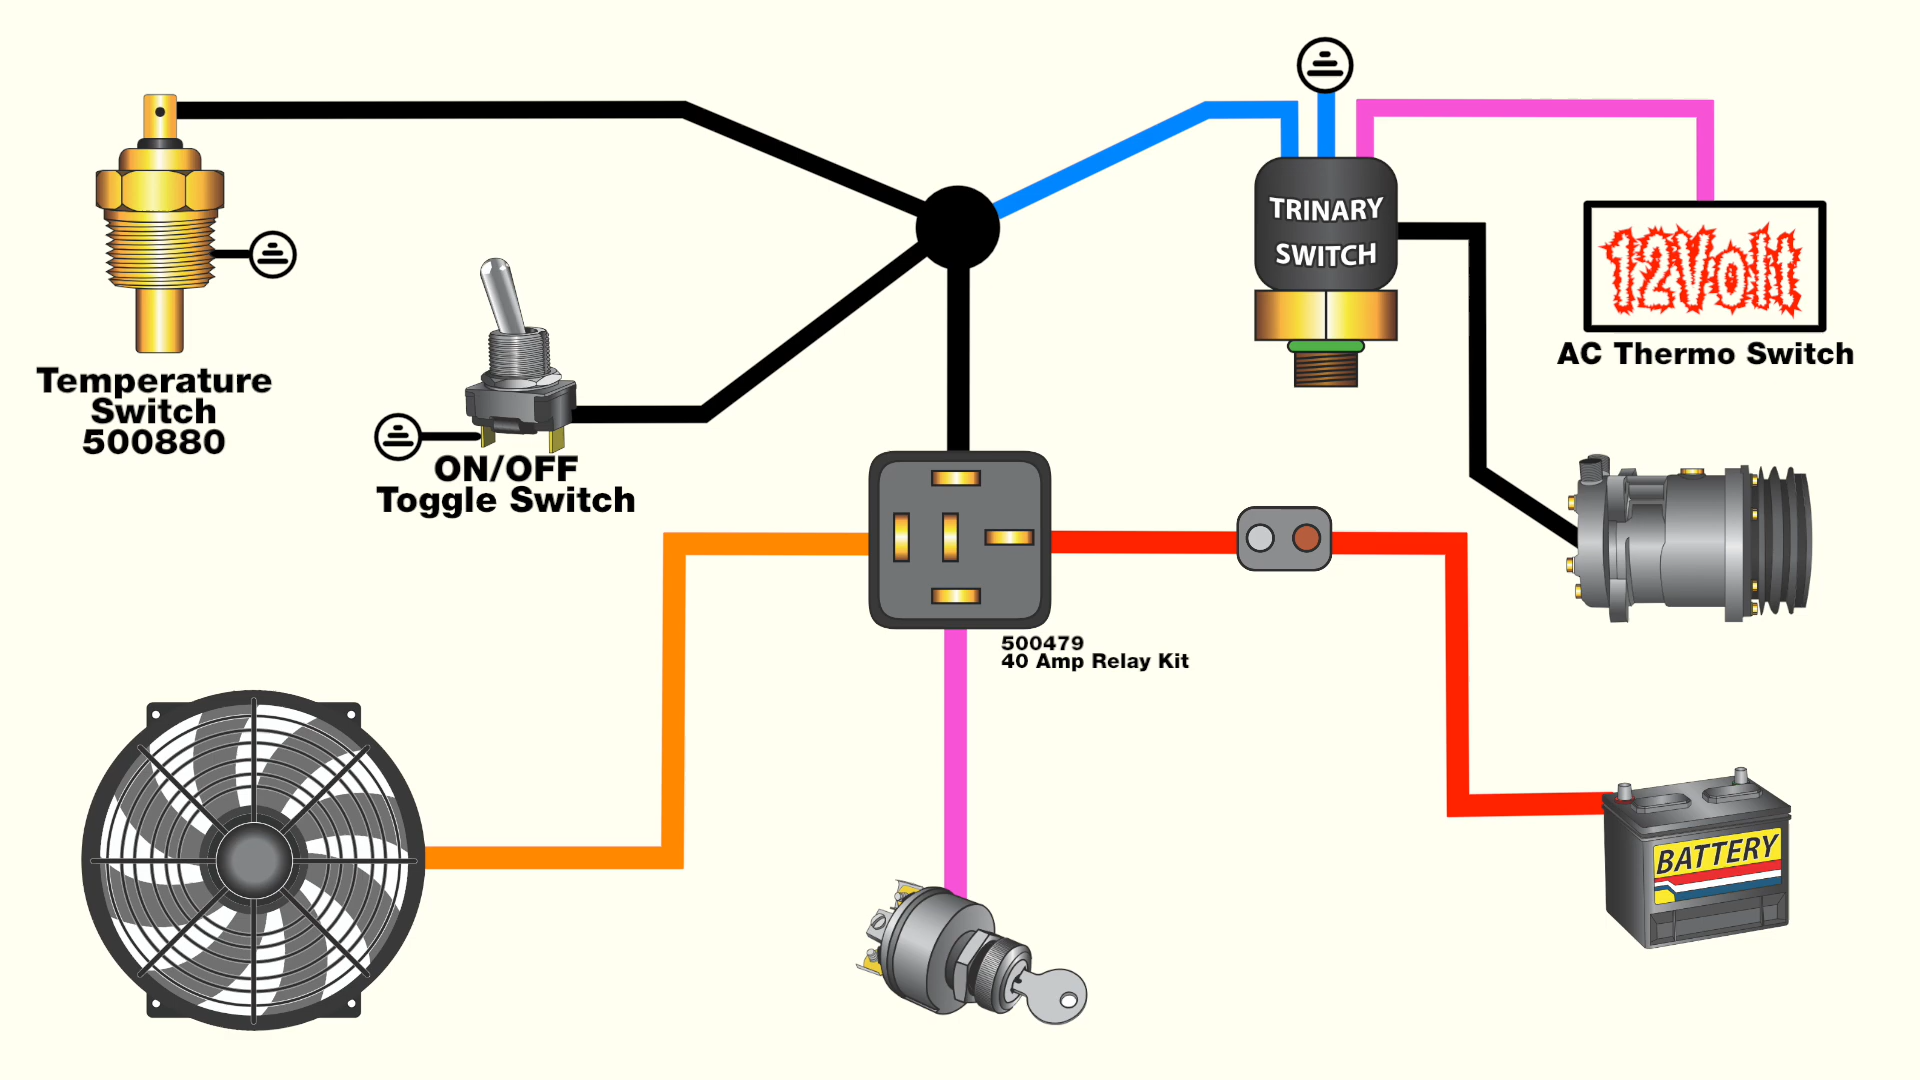 TRINARY
SWITCH
12Volt
AC Thermo Switch
Temperature
Switch
500880
ON/OFF
Toggle Switch
500479
40 Amp Relay Kit
BATTERY